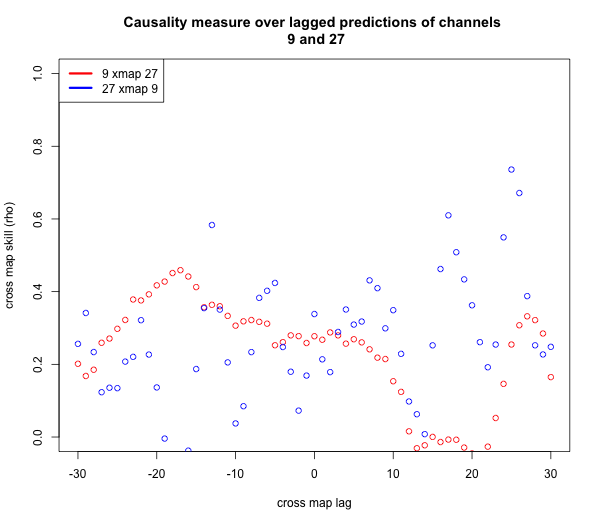 Causality measure over lagged predictions of channels
9 and 27
9 xmap 27
27 xmap 9
cross map skill (rho)
1.0
0.8
0.6
0.4
0.2
0.0
-30 -20 -10 0 10 20 30
cross map lag